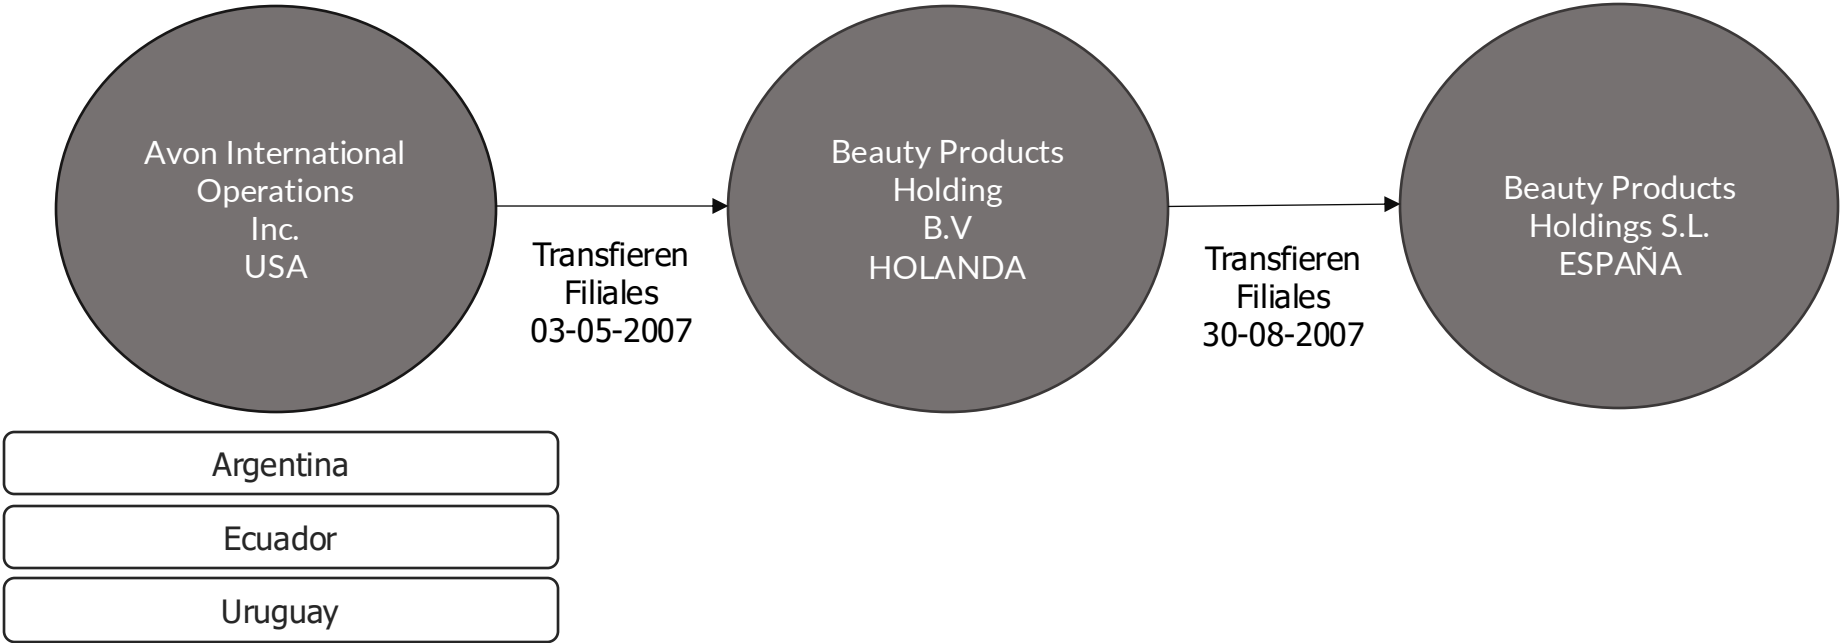 Avon International
Operations
Inc.
USA
Transfieren
Filiales
03-05-2007
Beauty Products
Holding
B.V
HOLANDA
Transfieren
Filiales
30-08-2007
Beauty Products
Holdings S.L.
ESPAÑA
Argentina
Ecuador
Uruguay